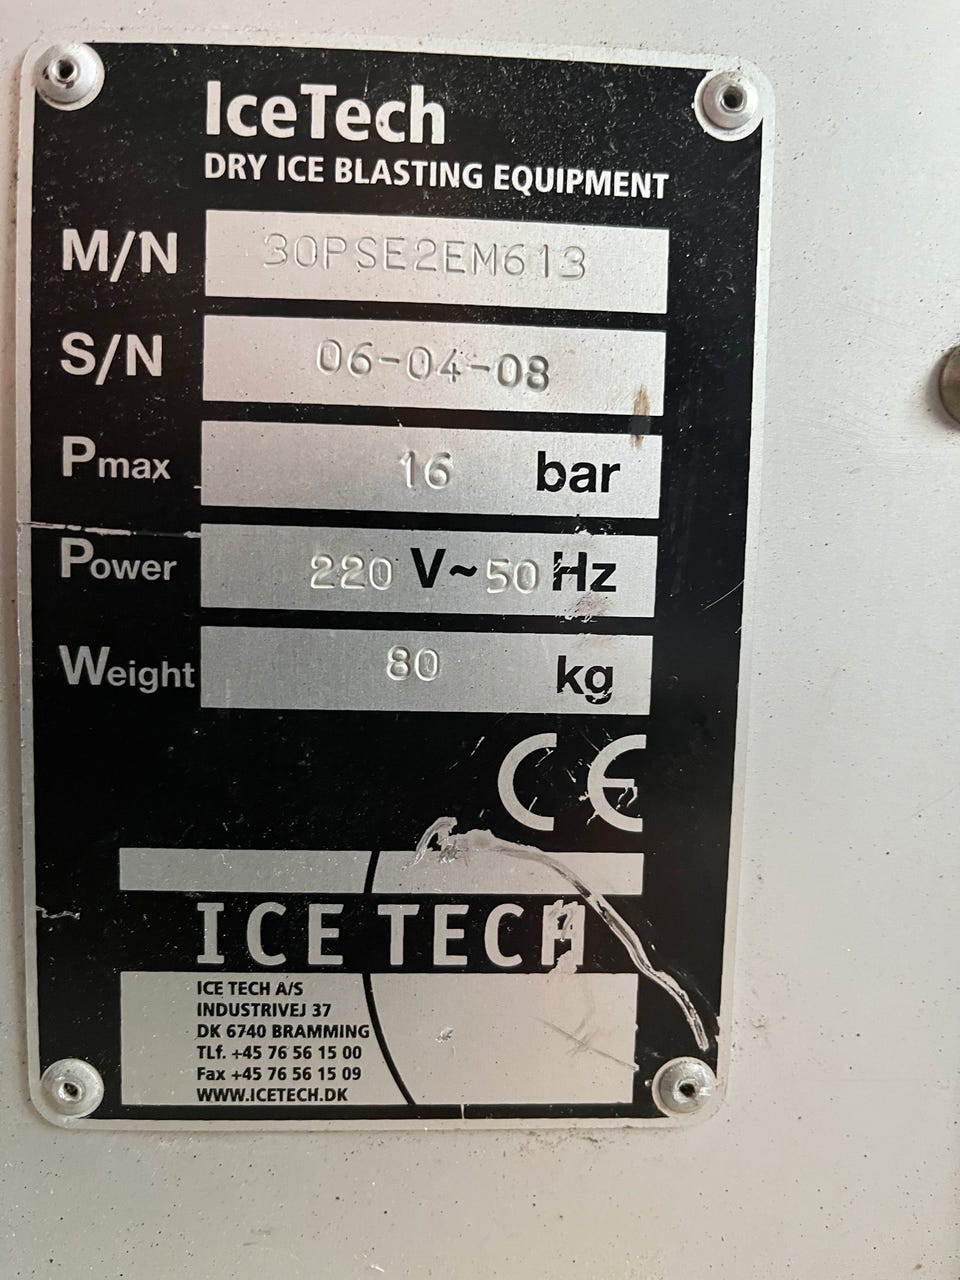 IceTech
DRY ICE BLASTING EQUIPMENT
M/N 30PSE2EM613
S/N 06-04-08
Pmax 16 bar
Power 220 V~50 Hz
Weight 80 kg
CE
ICE TECH
ICE TECH A/S
INDUSTRIVEJ 37
DK 6740 BRAMMING
TLf. +45 76 56 15 00
Fax +45 76 56 15 09
WWW.ICETECH.DK